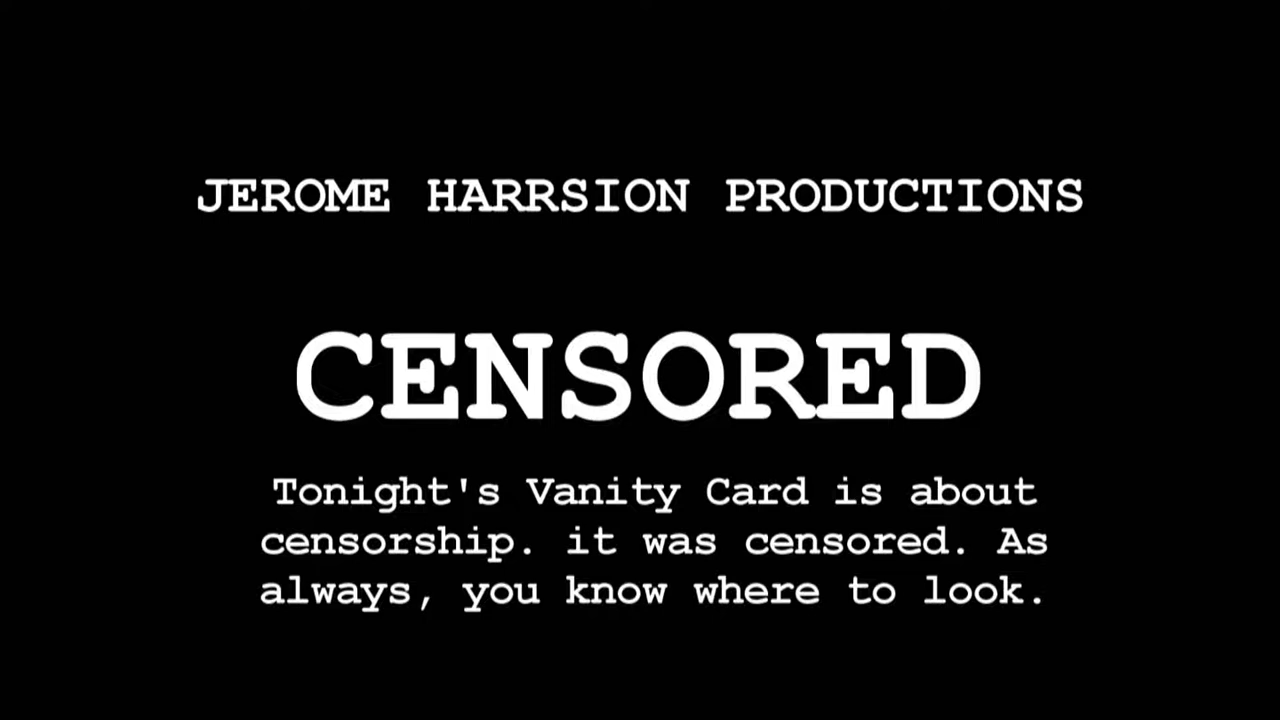 JEROME HARRSION PRODUCTIONS
CENSORED
Tonight's Vanity Card is about
censorship. it was censored. As
always, you know where to look.